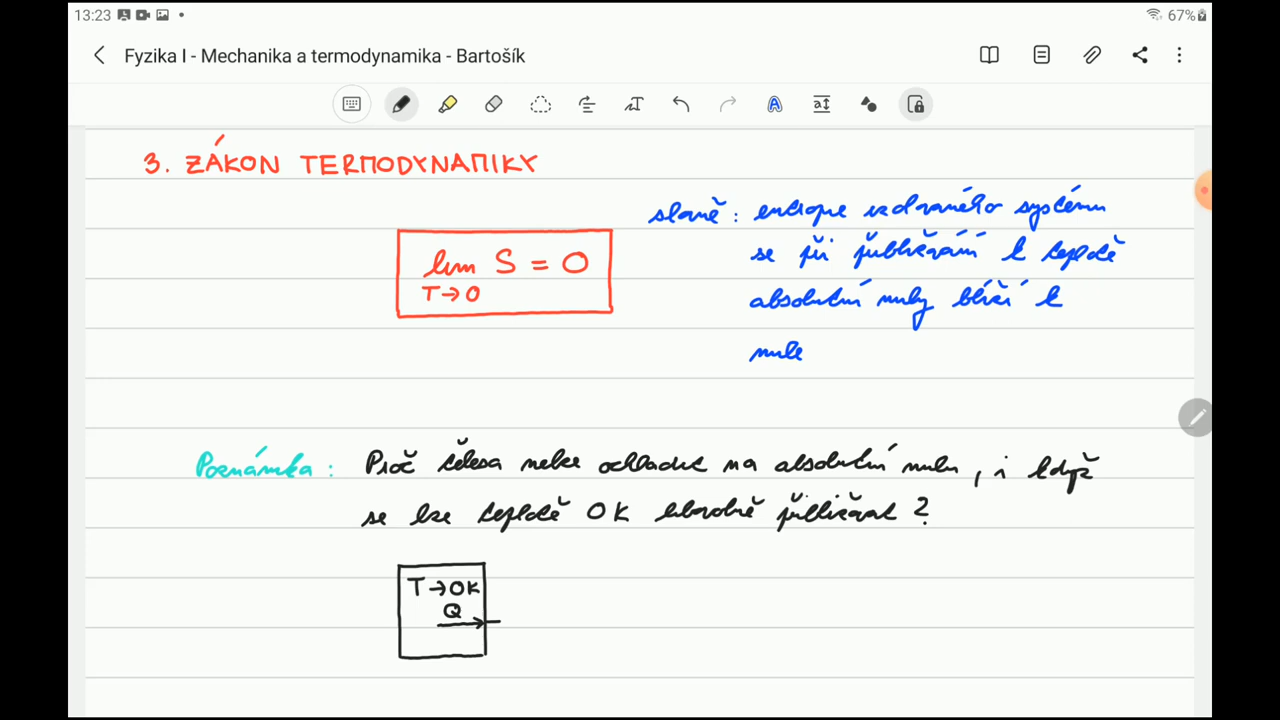 13:23
67%
Fyzika I - Mechanika a termodynamika - Bartošík
3. ZÁKON TERMODYNAMIKY
lim S = 0
T→0
slovně: entropie izolovaného systému
se při přibližování k teplotě
absolutní nuly blíží k
nule
Poznámka: Proč tělesa nelze ochladit na absolutní nulu, i když
se lze teplotě 0K libovolně přibližovat?
T→0K
Q